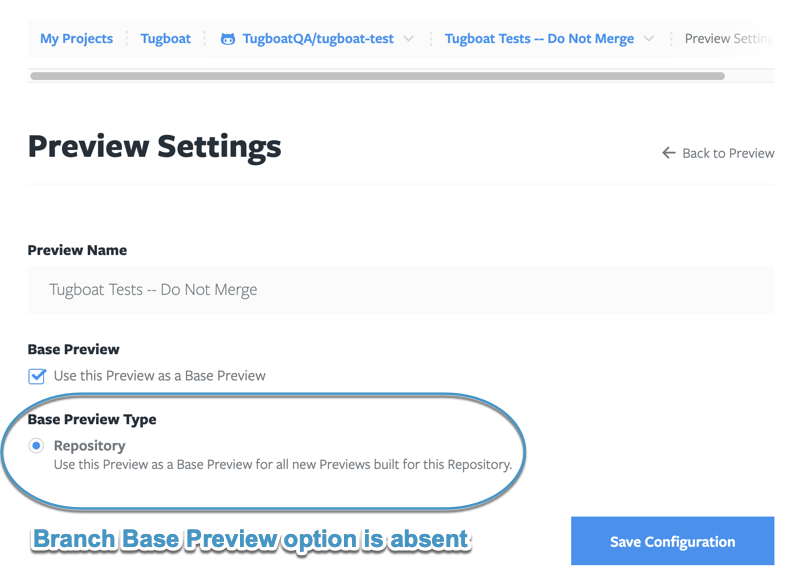 My Projects Tugboat TugboatQA/tugboat-test Tugboat Tests -- Do Not Merge Preview Setting
Preview Settings
Back to Preview
Preview Name
Tugboat Tests -- Do Not Merge
Base Preview
Use this Preview as a Base Preview
Base Preview Type
Repository
Use this Preview as a Base Preview for all new Previews built for this Repository.
Branch Base Preview option is absent
Save Configuration